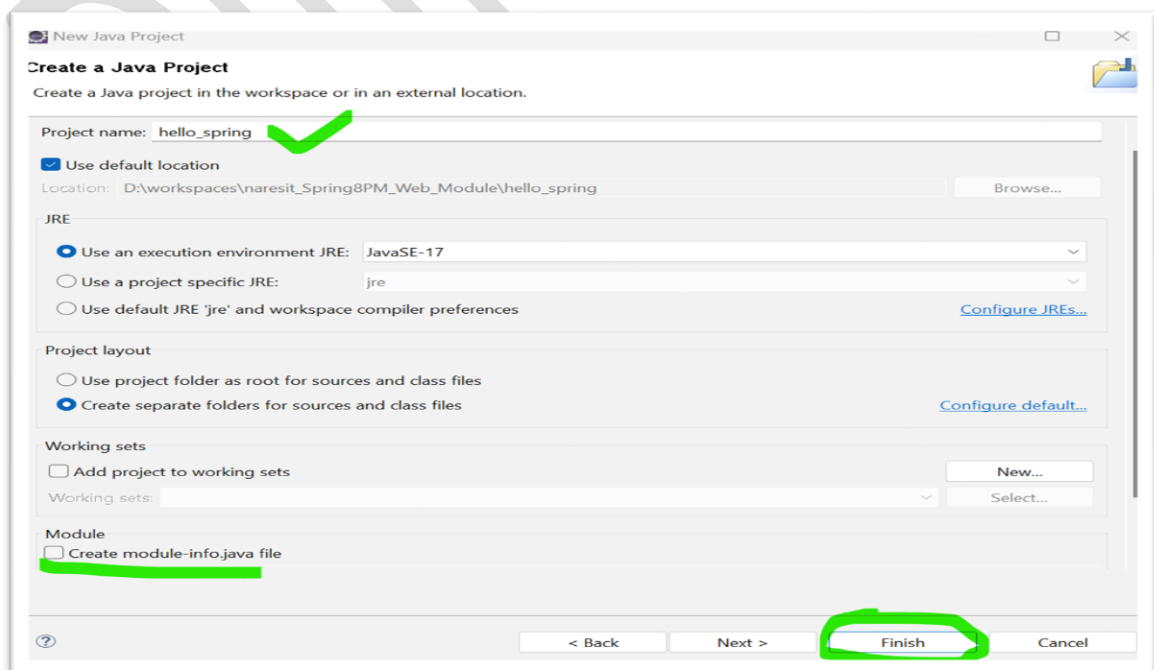 New Java Project
Create a Java Project
Create a Java project in the workspace or in an external location.
Project name: hello_spring
Use default location
Location: D:\workspaces\naresit_Spring8PM_Web_Module\hello_spring Browse...
JRE
Use an execution environment JRE: JavaSE-17
Use a project specific JRE: jre
Use default JRE 'jre' and workspace compiler preferences Configure JREs...
Project layout
Use project folder as root for sources and class files
Create separate folders for sources and class files Configure default...
Working sets
Add project to working sets New...
Working sets: Select...
Module
Create module-info.java file
? < Back Next > Finish Cancel